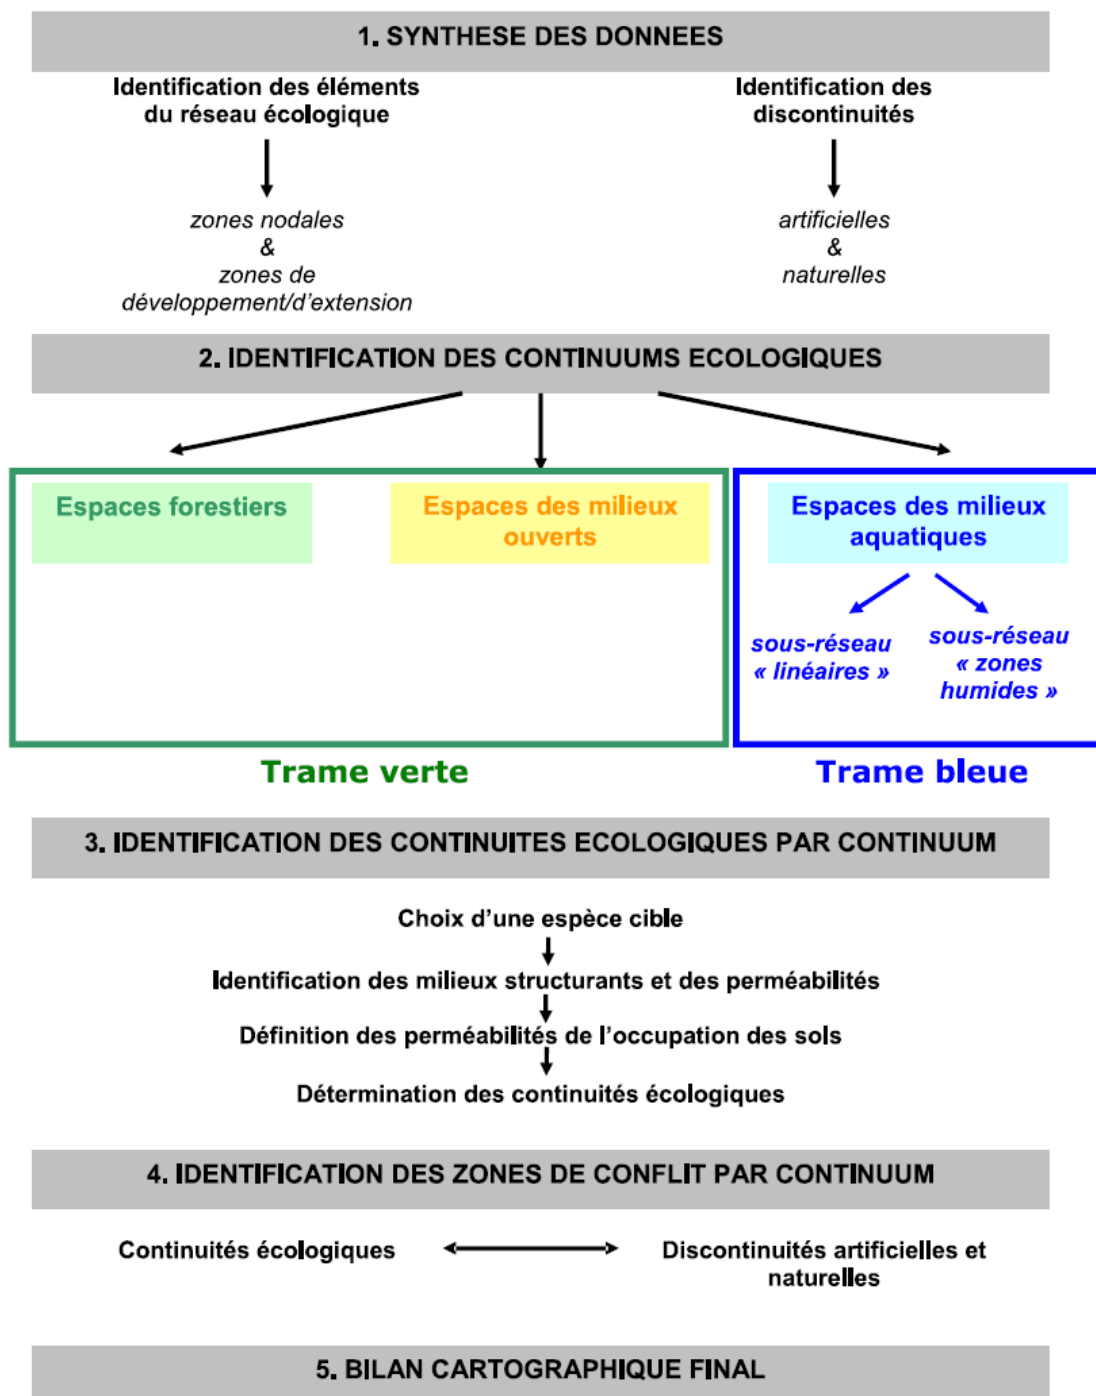 1. SYNTHESE DES DONNEES
Identification des éléments
du réseau écologique
Identification des
discontinuités
zones nodales
&
zones de
développement/d'extension
artificielles
&
naturelles
2. IDENTIFICATION DES CONTINUUMS ECOLOGIQUES
Espaces forestiers
Espaces des milieux
ouverts
Espaces des milieux
aquatiques
sous-réseau
« linéaires »
sous-réseau
« zones
humides »
Trame verte
Trame bleue
3. IDENTIFICATION DES CONTINUITES ECOLOGIQUES PAR CONTINUUM
Choix d'une espèce cible
Identification des milieux structurants et des perméabilités
Définition des perméabilités de l'occupation des sols
Détermination des continuités écologiques
4. IDENTIFICATION DES ZONES DE CONFLIT PAR CONTINUUM
Continuités écologiques
Discontinuités artificielles et
naturelles
5. BILAN CARTOGRAPHIQUE FINAL